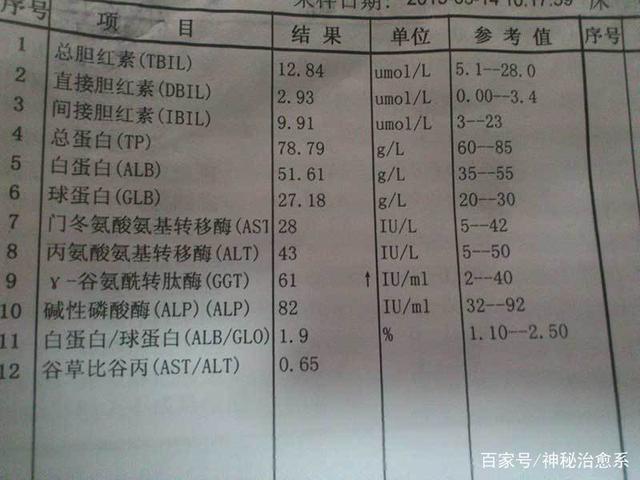 采样日期: 2015-05-14 10:17:59 床
序号 项目 结果 单位 参考值 序号
1 总胆红素(TBIL) 12.84 umol/L 5.1--28.0
2 直接胆红素(DBIL) 2.93 umol/L 0.00--3.4
3 间接胆红素(IBIL) 9.91 umol/L 3--23
4 总蛋白(TP) 78.79 g/L 60--85
5 白蛋白(ALB) 51.61 g/L 35--55
6 球蛋白(GLB) 27.18 g/L 20--30
7 门冬氨酸氨基转移酶(AST 28 IU/L 5--42
8 丙氨酸氨基转移酶(ALT) 43 IU/L 5--50
9 γ-谷氨酰转肽酶(GGT) 61 ↑ IU/ml 2--40
10 碱性磷酸酶(ALP)(ALP) 82 IU/ml 32--92
11 白蛋白/球蛋白(ALB/GLO) 1.9 % 1.10--2.50
12 谷草比谷丙(AST/ALT) 0.65
百家号/神秘治愈系